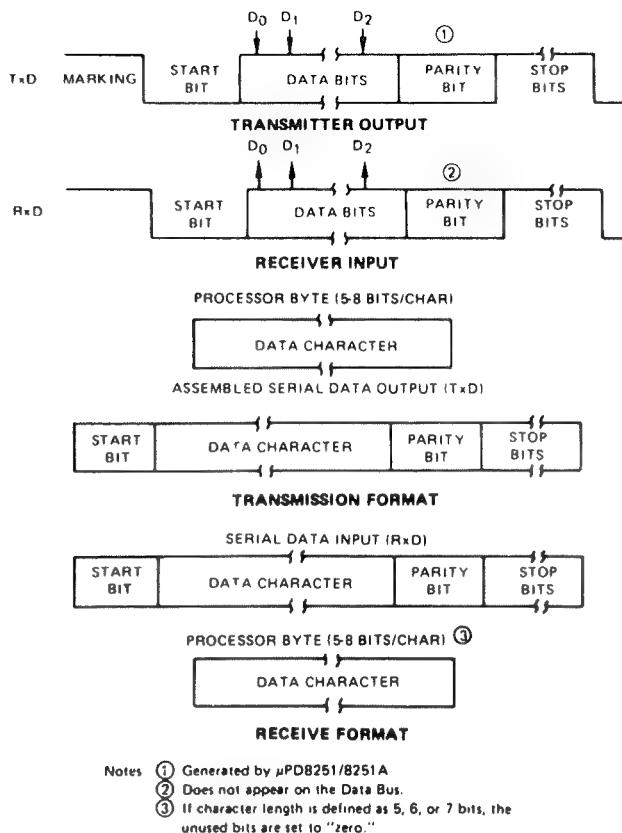 D0 D1 D2 ①
TxD MARKING START BIT DATA BITS PARITY BIT STOP BITS
TRANSMITTER OUTPUT
D0 D1 D2 ②
RxD START BIT DATA BITS PARITY BIT STOP BITS
RECEIVER INPUT
PROCESSOR BYTE (5-8 BITS/CHAR)
DATA CHARACTER
ASSEMBLED SERIAL DATA OUTPUT (TxD)
START BIT DATA CHARACTER PARITY BIT STOP BITS
TRANSMISSION FORMAT
SERIAL DATA INPUT (RxD)
START BIT DATA CHARACTER PARITY BIT STOP BITS
PROCESSOR BYTE (5-8 BITS/CHAR) ③
DATA CHARACTER
RECEIVE FORMAT
Notes ① Generated by µPD8251/8251A
② Does not appear on the Data Bus.
③ If character length is defined as 5, 6, or 7 bits, the
unused bits are set to "zero."